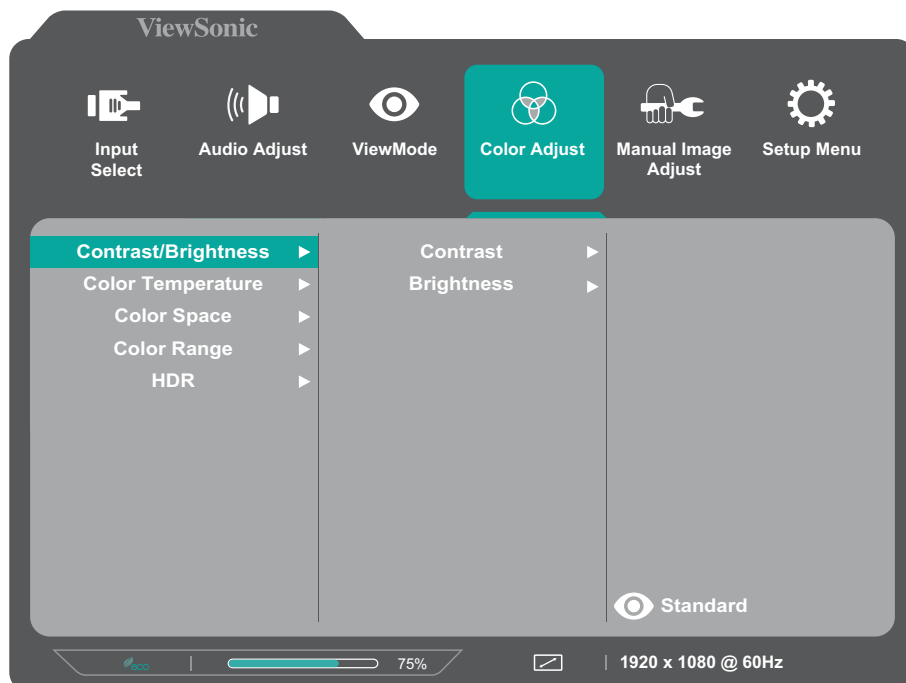 ViewSonic
Input
Select
Audio Adjust
ViewMode
Color Adjust
Manual Image
Adjust
Setup Menu
Contrast/Brightness
Color Temperature
Color Space
Color Range
HDR
Contrast
Brightness
Standard
eco
75%
1920 x 1080 @ 60Hz